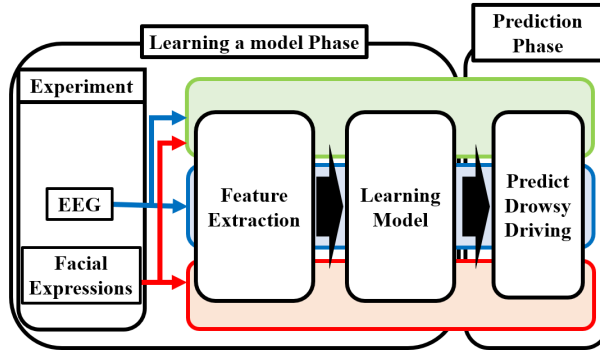 Learning a model Phase
Prediction
Phase
Experiment
EEG
Facial
Expressions
Feature
Extraction
Learning
Model
Predict
Drowsy
Driving